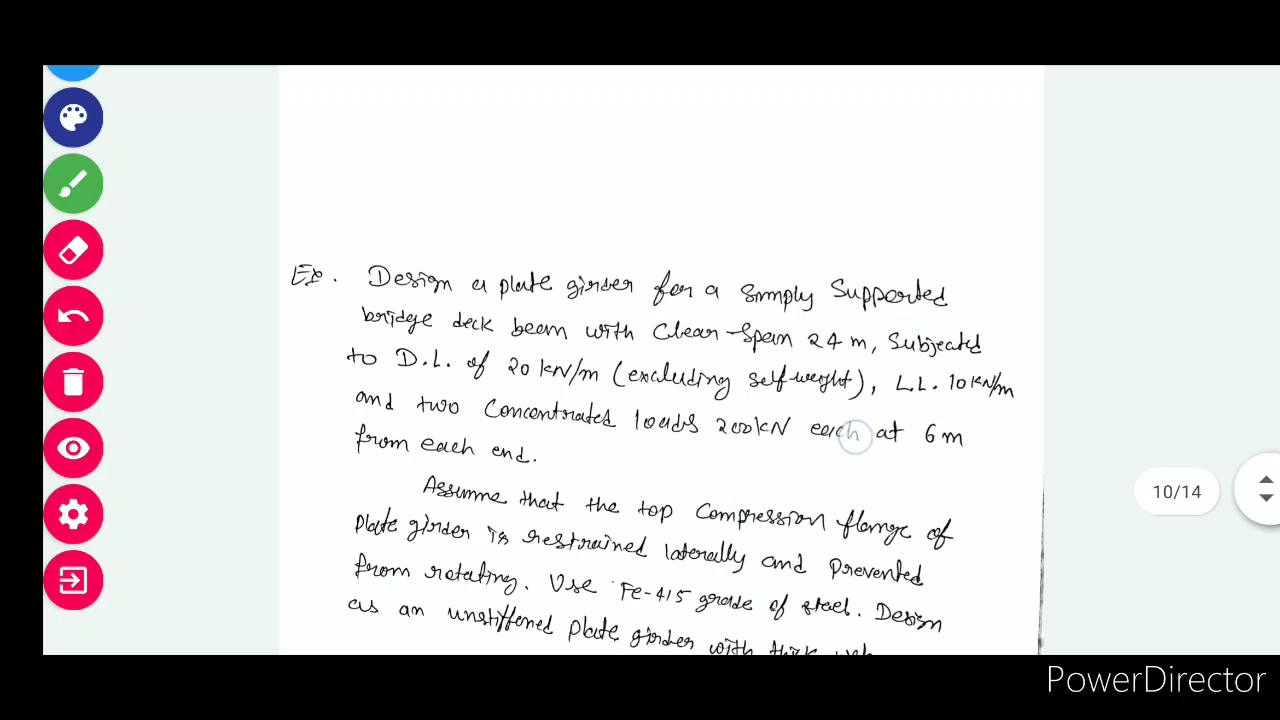 Ex. Design a plate girder for a simply supported
bridge deck beam with clear-span 24 m, subjected
to D.L. of 20 kN/m (excluding self weight), L.L. 10 kN/m
and two concentrated loads 200kN each at 6 m
from each end.
Assume that the top compression flange of
plate girder is restrained laterally and prevented
10/14
from rotating. Use Fe-415 grade of steel. Design
as an unstiffened plate girder with thick
PowerDirector